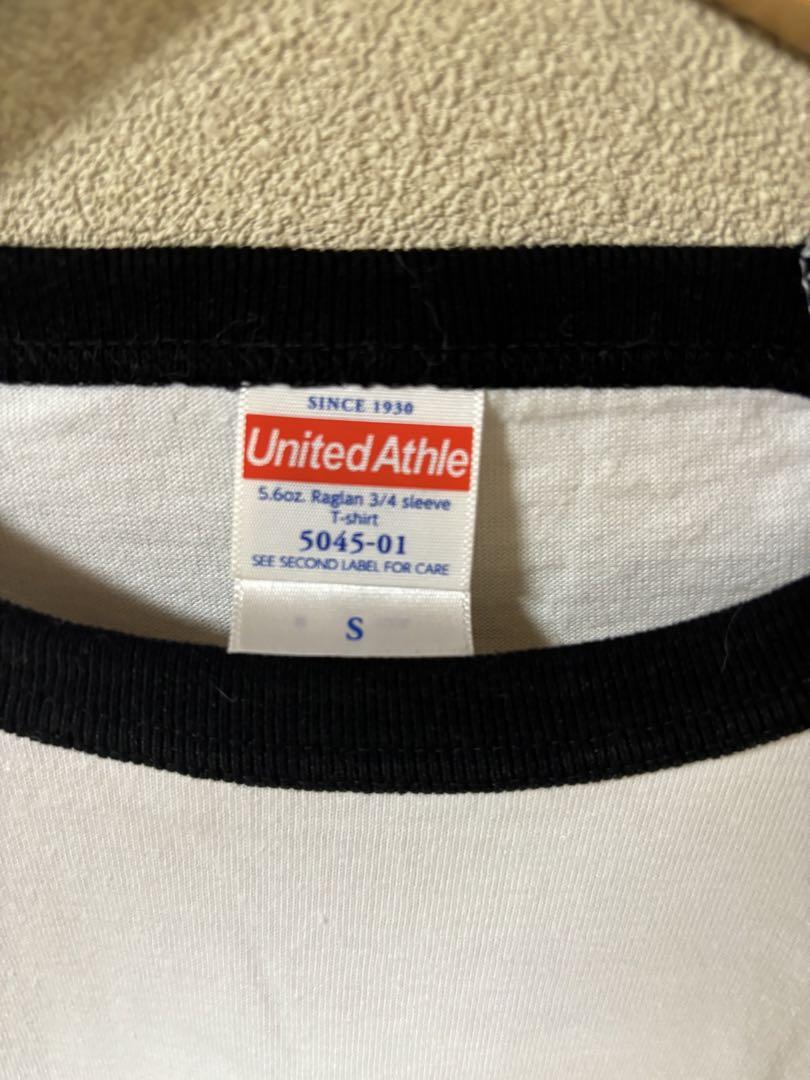 SINCE 1930
United Athle
5.6oz. Raglan 3/4 sleeve
T-shirt
5045-01
SEE SECOND LABEL FOR CARE
S